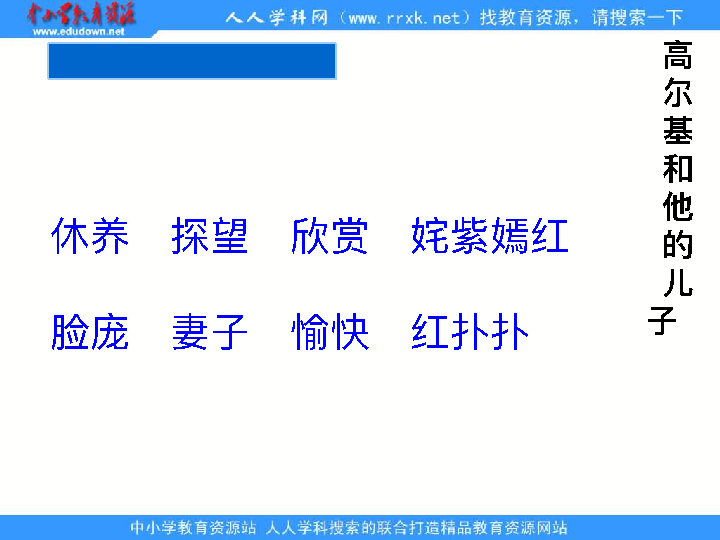 中小学教育资源
www.edudown.net
人人学科网（www.rrxk.net）找教育资源，请搜索一下
高尔基和他的儿子
休养 探望 欣赏 姹紫嫣红
脸庞 妻子 愉快 红扑扑
中小学教育资源站 人人学科搜索的联合打造精品教育资源网站